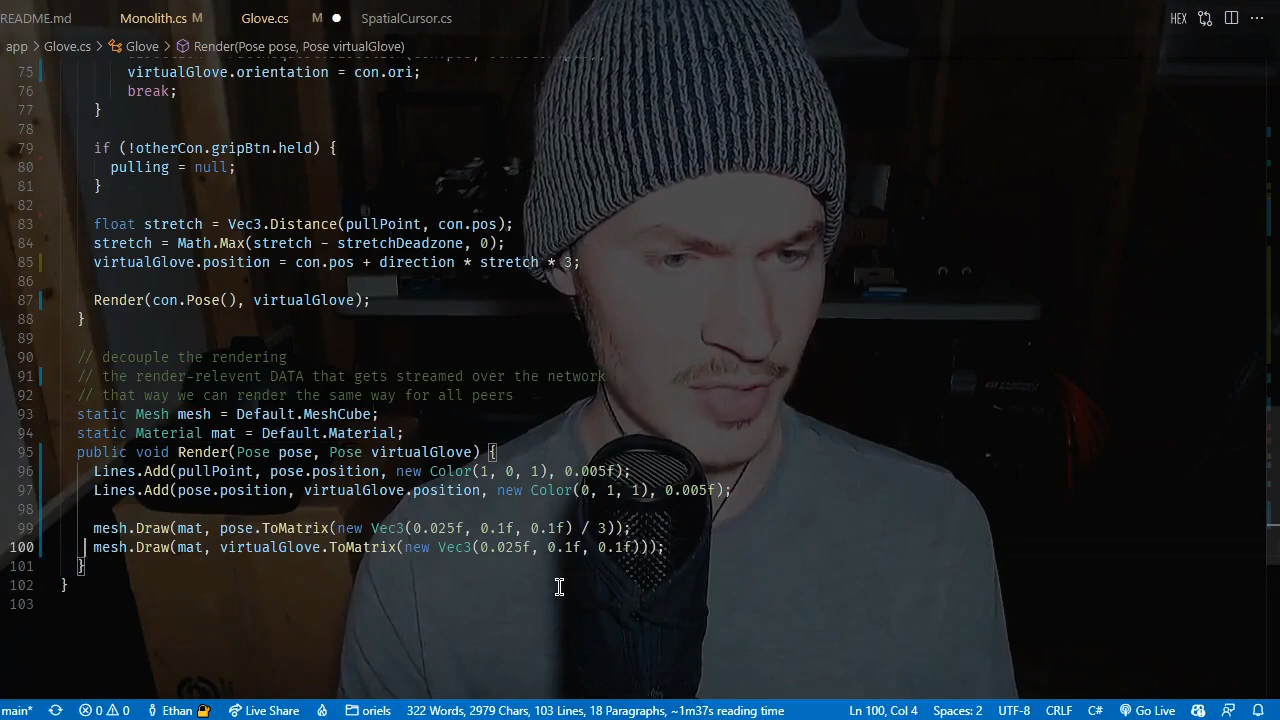 README.md Monolith.cs M Glove.cs M SpatialCursor.cs HEX
app > Glove.cs > Glove > Render(Pose pose, Pose virtualGlove)
75 virtualGlove.orientation = con.ori;
76 break;
77 }
78
79 if (!otherCon.gripBtn.held) {
80 pulling = null;
81 }
82
83 float stretch = Vec3.Distance(pullPoint, con.pos);
84 stretch = Math.Max(stretch - stretchDeadzone, 0);
85 virtualGlove.position = con.pos + direction * stretch * 3;
86
87 Render(con.Pose(), virtualGlove);
88 }
89
90 // decouple the rendering
91 // the render-relevent DATA that gets streamed over the network
92 // that way we can render the same way for all peers
93 static Mesh mesh = Default.MeshCube;
94 static Material mat = Default.Material;
95 public void Render(Pose pose, Pose virtualGlove) {
96 Lines.Add(pullPoint, pose.position, new Color(1, 0, 1), 0.005f);
97 Lines.Add(pose.position, virtualGlove.position, new Color(0, 1, 1), 0.005f);
98
99 mesh.Draw(mat, pose.ToMatrix(new Vec3(0.025f, 0.1f, 0.1f) / 3));
100 mesh.Draw(mat, virtualGlove.ToMatrix(new Vec3(0.025f, 0.1f, 0.1f)));
101 }
102 }
103
main* 0 0 Ethan Live Share oriels 322 Words, 2979 Chars, 103 Lines, 18 Paragraphs, ~1m37s reading time Ln 100, Col 4 Spaces: 2 UTF-8 CRLF C# Go Live